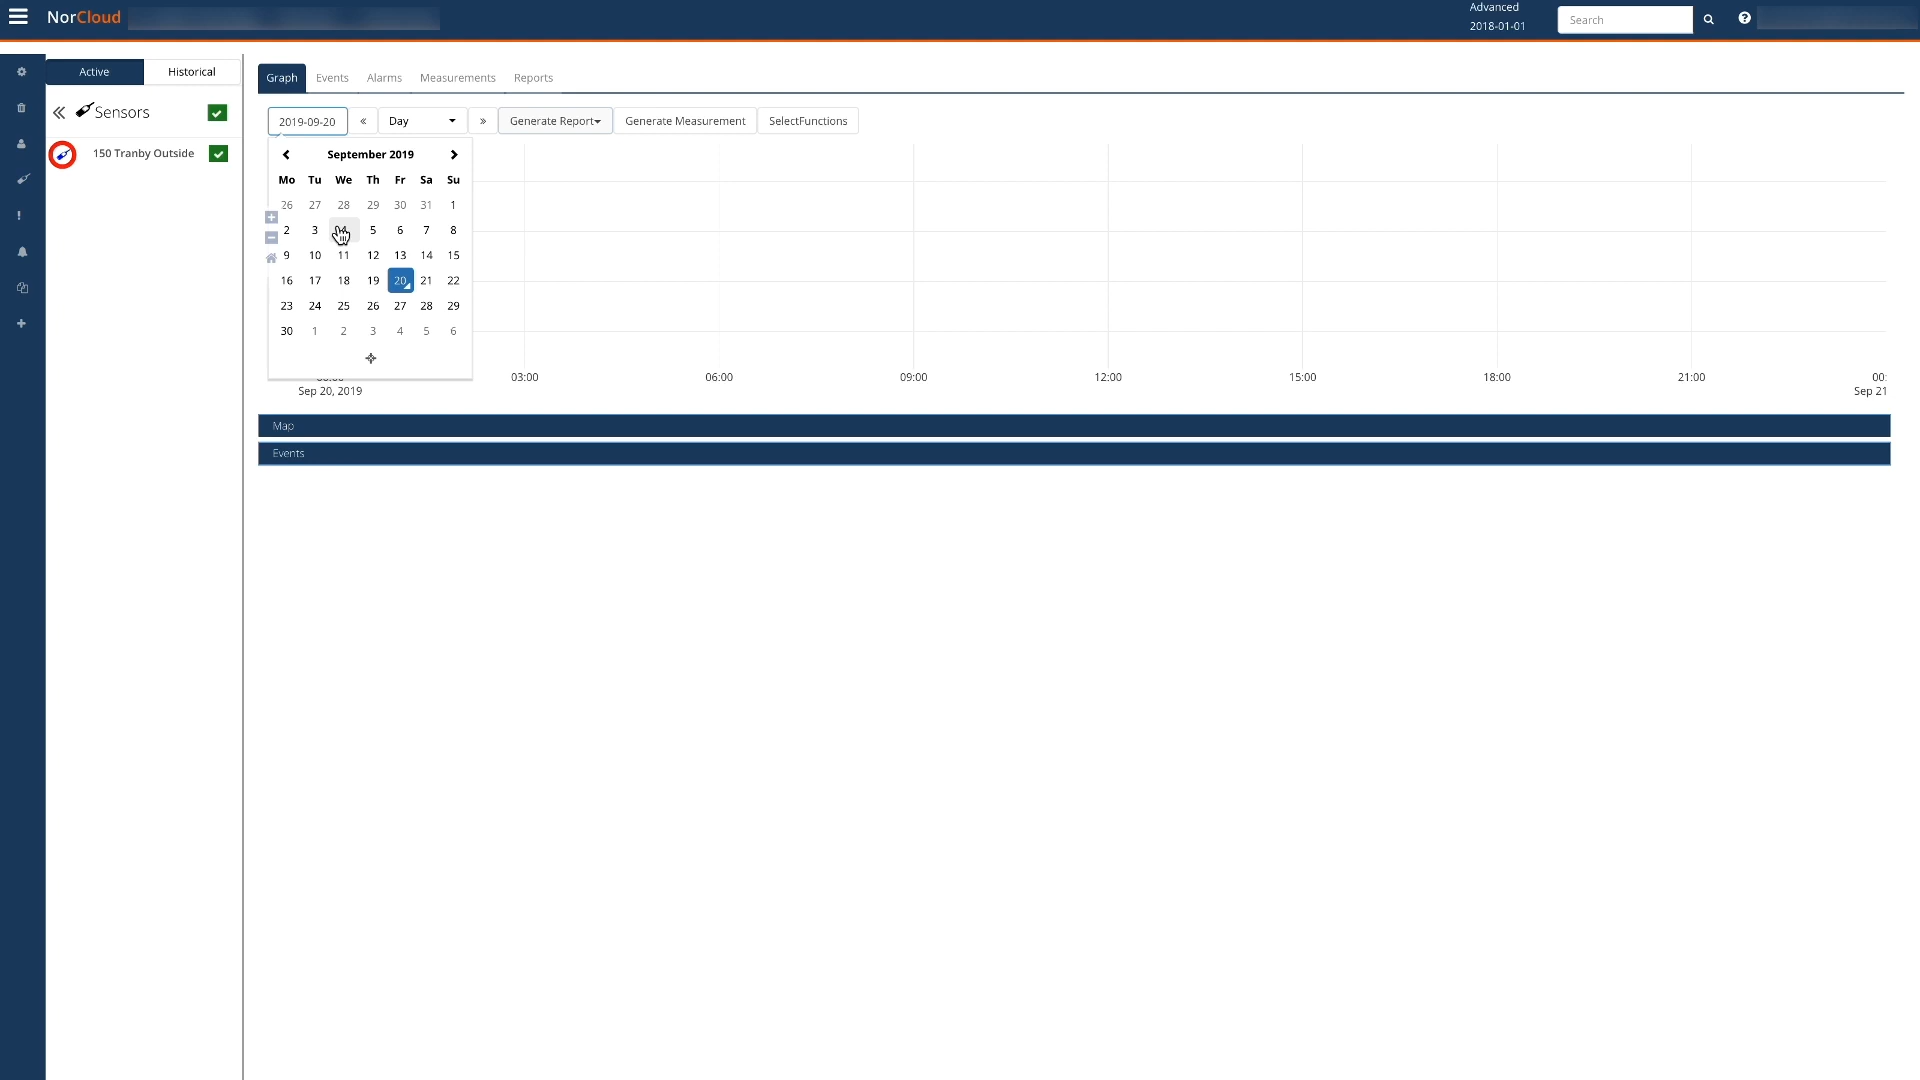 NorCloud
Advanced
2018-01-01
Search
Active Historical
Sensors
150 Tranby Outside
Graph Events Alarms Measurements Reports
2019-09-20 « Day » Generate Report Generate Measurement SelectFunctions
September 2019
Mo Tu We Th Fr Sa Su
26 27 28 29 30 31 1
2 3 5 6 7 8
9 10 11 12 13 14 15
16 17 18 19 20 21 22
23 24 25 26 27 28 29
30 1 2 3 4 5 6
03:00 06:00 09:00 12:00 15:00 18:00 21:00 00:
Sep 20, 2019 Sep 21
Map
Events